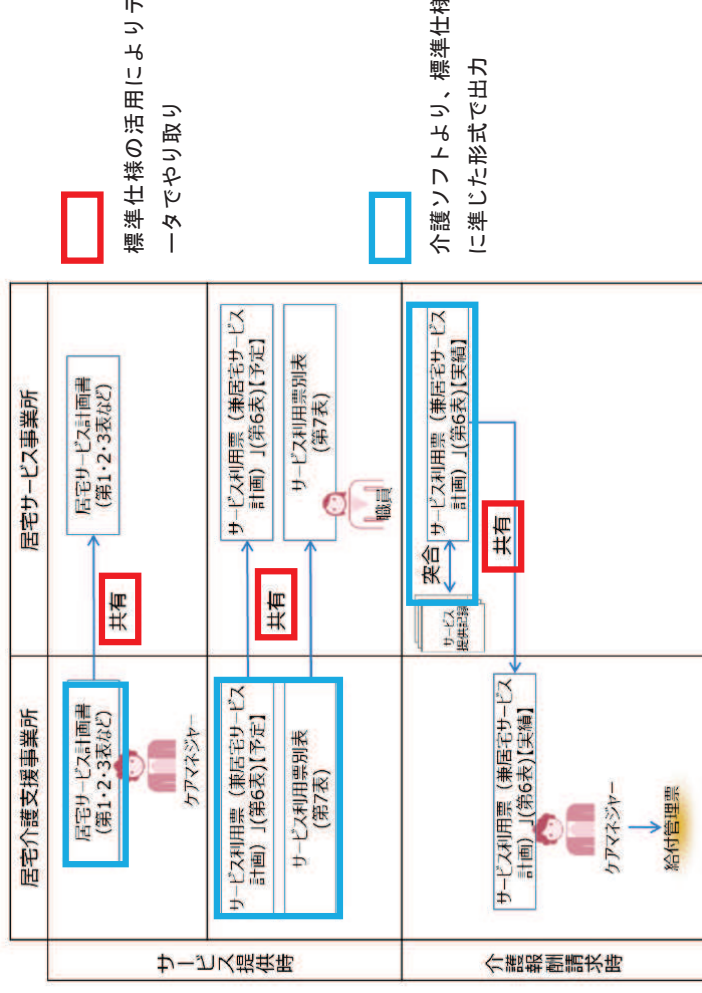 居宅介護支援事業所
居宅サービス事業所
サービス提供時
居宅サービス計画書
(第1・2・3表など)
ケアマネジャー
共有
居宅サービス計画書
(第1・2・3表など)
サービス利用票（兼居宅サービス
計画）」(第6表)【予定】
サービス利用票別表
(第7表)
共有
サービス利用票（兼居宅サービス
計画）」(第6表)【予定】
サービス利用票別表
(第7表)
職員
介護報酬請求時
サービス利用票（兼居宅サービス
計画）」(第6表)【実績】
ケアマネジャー
給付管理票
サービス
提供記録
突合
サービス利用票（兼居宅サービス
計画）」(第6表)【実績】
共有
標準仕様の活用によりデ
ータでやり取り
介護ソフトより、標準仕様
に準じた形式で出力